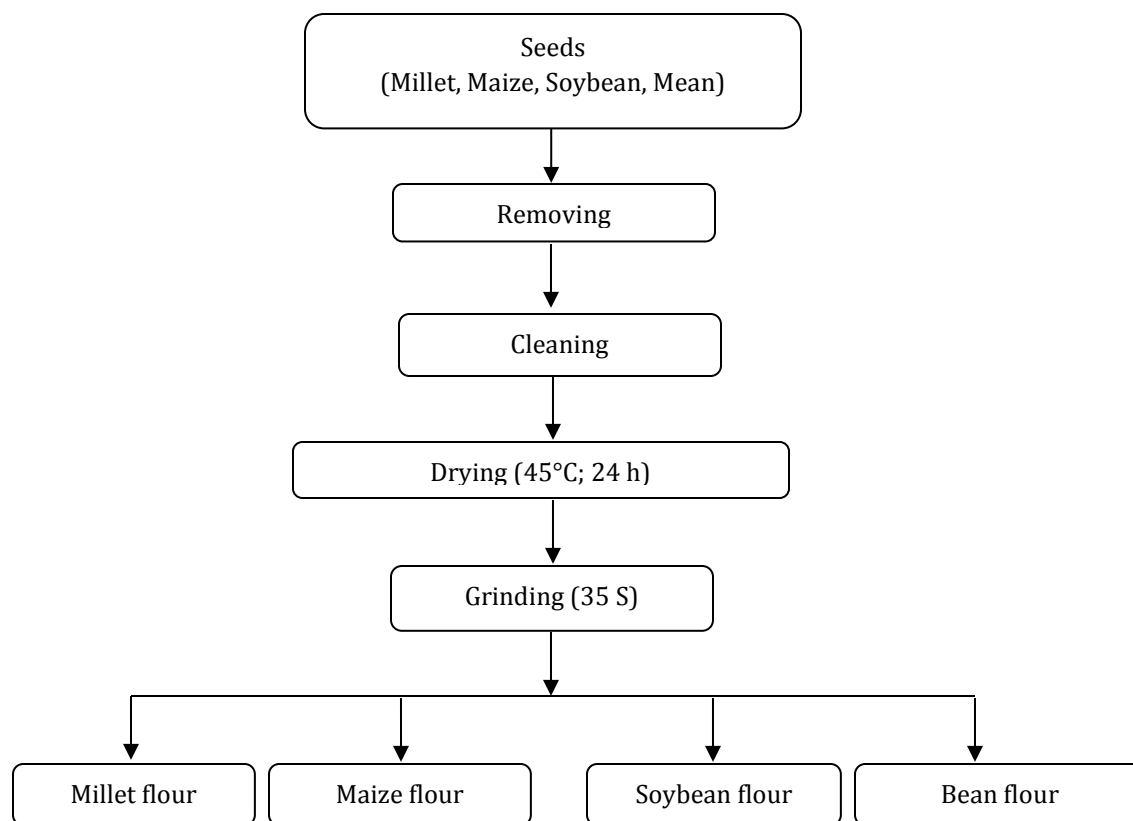 Seeds
(Millet, Maize, Soybean, Mean)
Removing
Cleaning
Drying (45°C; 24 h)
Grinding (35 S)
Millet flour
Maize flour
Soybean flour
Bean flour